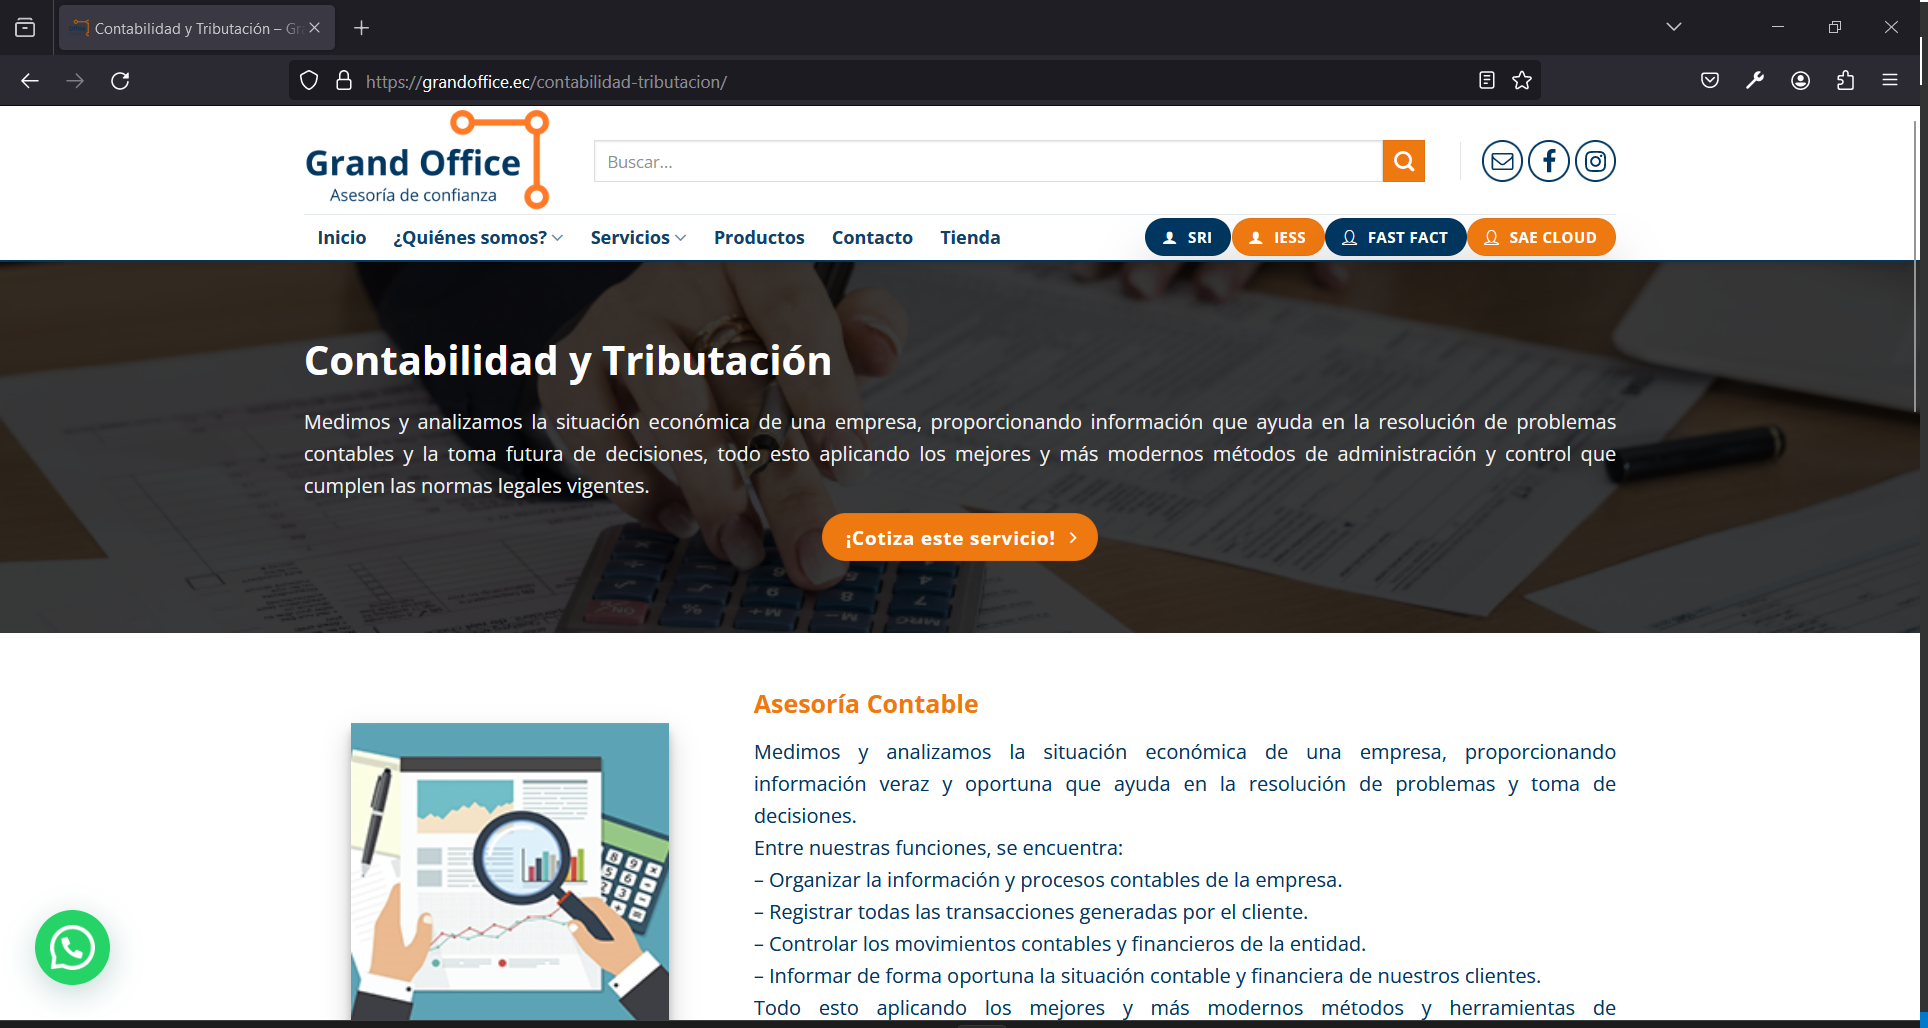 Contabilidad y Tributación – Gra
https://grandoffice.ec/contabilidad-tributacion/
Grand Office
Asesoría de confianza
Buscar...
Inicio ¿Quiénes somos? Servicios Productos Contacto Tienda SRI IESS FAST FACT SAE CLOUD
Contabilidad y Tributación
Medimos y analizamos la situación económica de una empresa, proporcionando información que ayuda en la resolución de problemas
contables y la toma futura de decisiones, todo esto aplicando los mejores y más modernos métodos de administración y control que
cumplen las normas legales vigentes.
¡Cotiza este servicio!
Asesoría Contable
Medimos y analizamos la situación económica de una empresa, proporcionando
información veraz y oportuna que ayuda en la resolución de problemas y toma de
decisiones.
Entre nuestras funciones, se encuentra:
– Organizar la información y procesos contables de la empresa.
– Registrar todas las transacciones generadas por el cliente.
– Controlar los movimientos contables y financieros de la entidad.
– Informar de forma oportuna la situación contable y financiera de nuestros clientes.
Todo esto aplicando los mejores y más modernos métodos y herramientas de